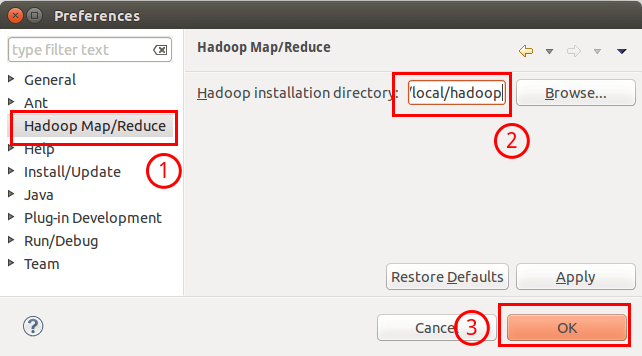 Preferences
type filter text
Hadoop Map/Reduce
General
Hadoop installation directory: /local/hadoop Browse...
Ant
Hadoop Map/Reduce
Help
1
2
Install/Update
Java
Plug-in Development
Run/Debug
Team
Restore Defaults Apply
? Cance 3 OK